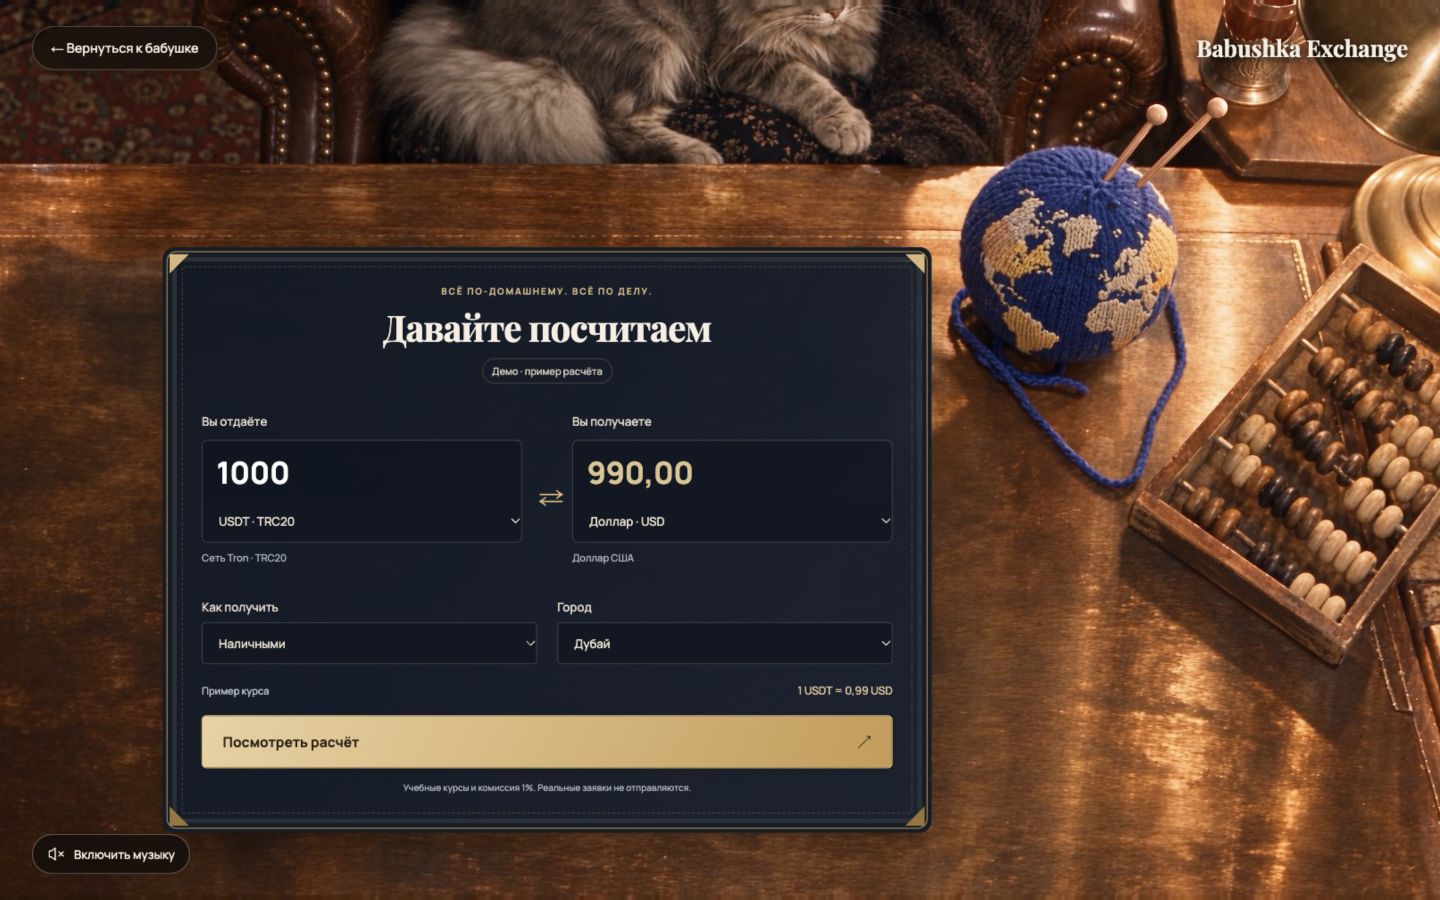 ← Вернуться к бабушке
Babushka Exchange
ВСЁ ПО-ДОМАШНЕМУ. ВСЁ ПО ДЕЛУ.
Давайте посчитаем
Демо · пример расчёта
Вы отдаёте
Вы получаете
1000
990,00
USDT · TRC20
Доллар · USD
Сеть Tron · TRC20
Доллар США
Как получить
Город
Наличными
Дубай
Пример курса
1 USDT = 0,99 USD
Посмотреть расчёт
Учебные курсы и комиссия 1%. Реальные заявки не отправляются.
Включить музыку